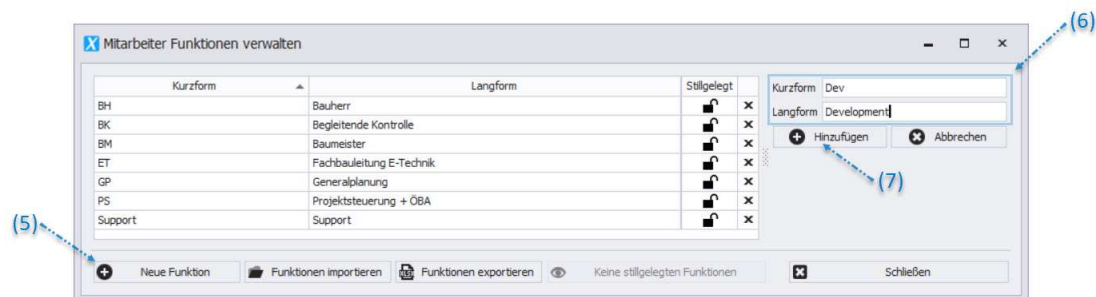 (6)
Mitarbeiter Funktionen verwalten
Kurzform Langform Stillgelegt
Kurzform Dev
BH Bauherr
Langform Development
BK Begleitende Kontrolle
Hinzufügen Abbrechen
BM Baumeister
ET Fachbauleitung E-Technik
GP Generalplanung
(7)
PS Projektsteuerung + ÖBA
Support Support
(5)
Neue Funktion Funktionen importieren Funktionen exportieren Keine stillgelegten Funktionen Schließen